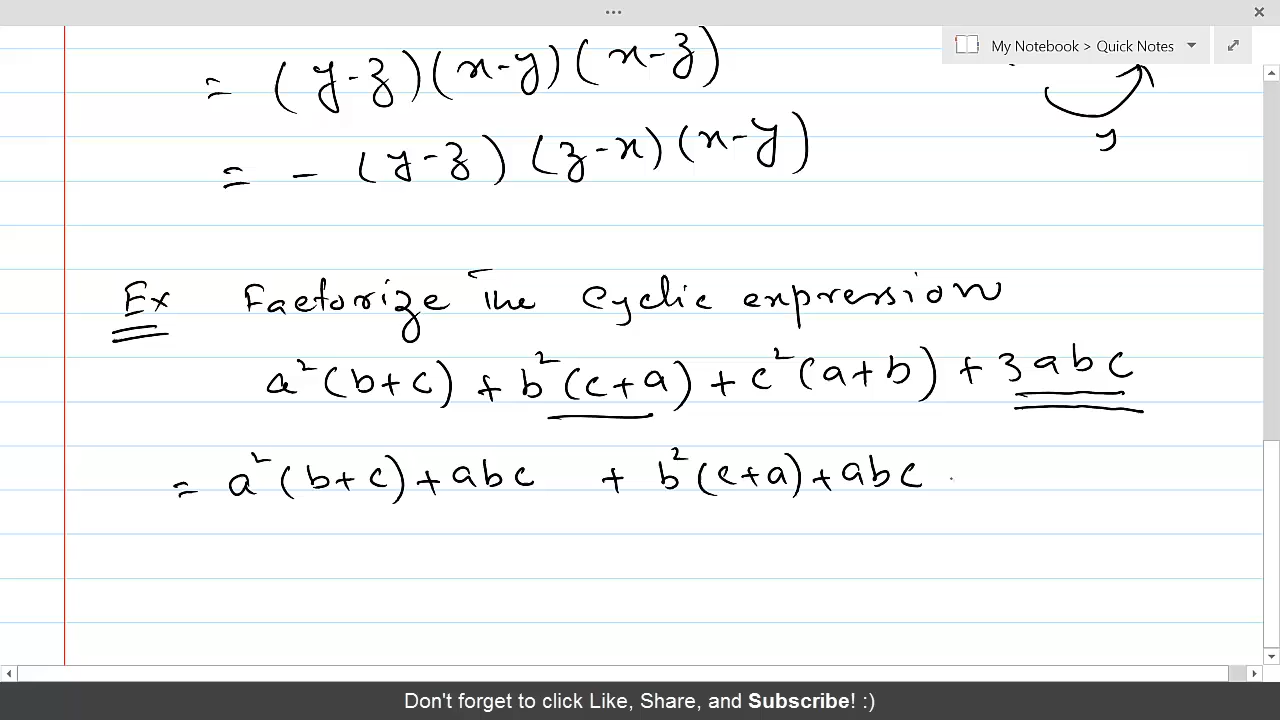 ...
×
My Notebook > Quick Notes
= (y-z)(x-y)(x-z)
y
= - (y-z)(z-x)(x-y)
Ex Factorize the cyclic expression
a²(b+c) + b²(c+a) + c²(a+b) + 3abc
= a²(b+c)+abc + b²(c+a)+abc
Don't forget to click Like, Share, and Subscribe! :)